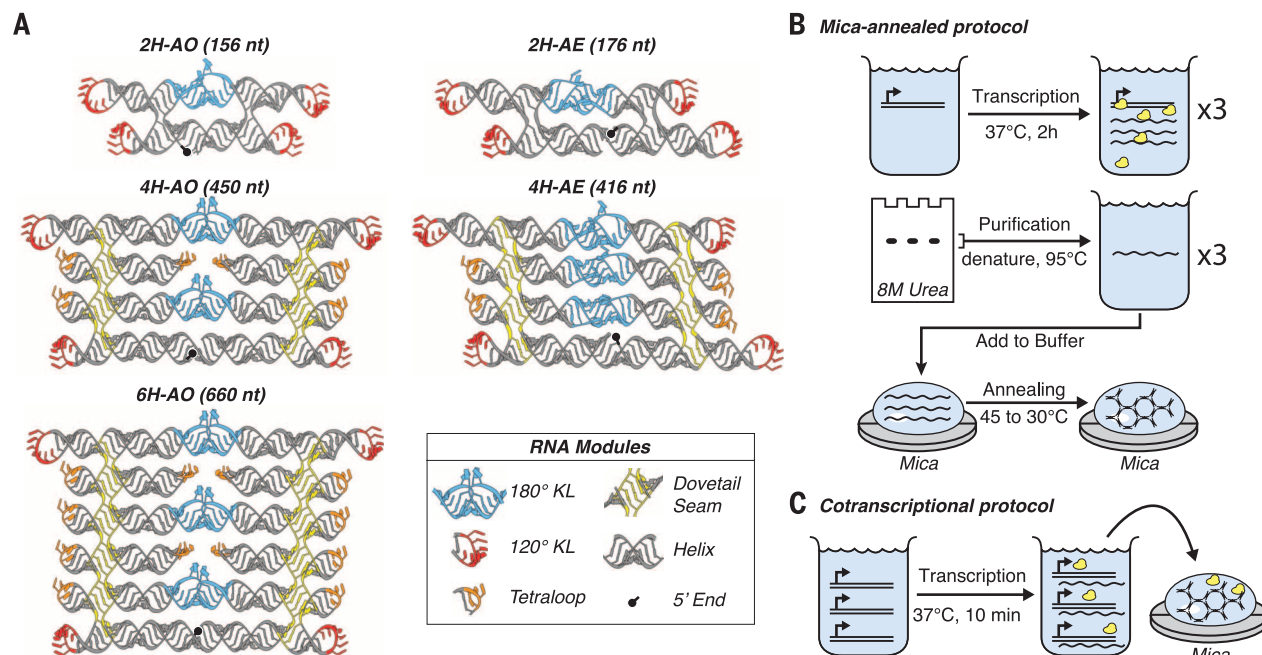 A
2H-AO (156 nt)
2H-AE (176 nt)
4H-AO (450 nt)
4H-AE (416 nt)
6H-AO (660 nt)
RNA Modules
180° KL
Dovetail
Seam
120° KL
Helix
Tetraloop
5' End
B Mica-annealed protocol
Transcription
37°C, 2h
x3
8M Urea
Purification
denature, 95°C
x3
Add to Buffer
Annealing
45 to 30°C
Mica
Mica
C Cotranscriptional protocol
Transcription
37°C, 10 min
Mica